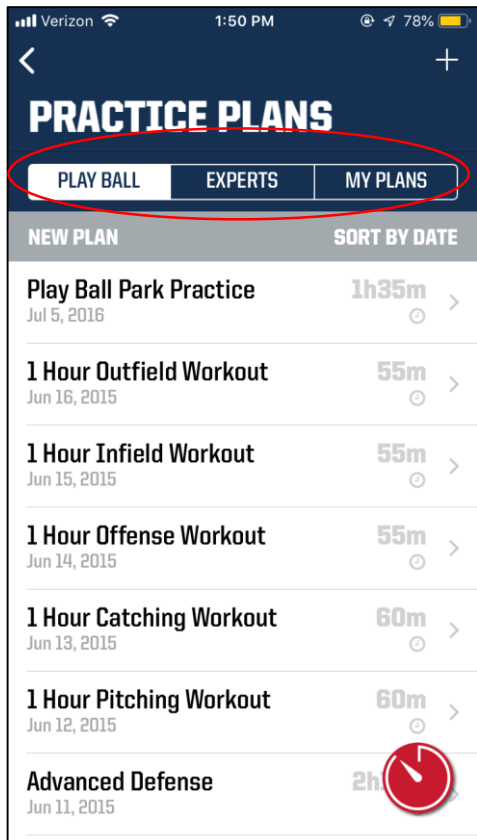 Verizon 1:50 PM 78%
PRACTICE PLANS
PLAY BALL EXPERTS MY PLANS
NEW PLAN SORT BY DATE
Play Ball Park Practice 1h35m
Jul 5, 2016
1 Hour Outfield Workout 55m
Jun 16, 2015
1 Hour Infield Workout 55m
Jun 15, 2015
1 Hour Offense Workout 55m
Jun 14, 2015
1 Hour Catching Workout 60m
Jun 13, 2015
1 Hour Pitching Workout 60m
Jun 12, 2015
Advanced Defense
Jun 11, 2015